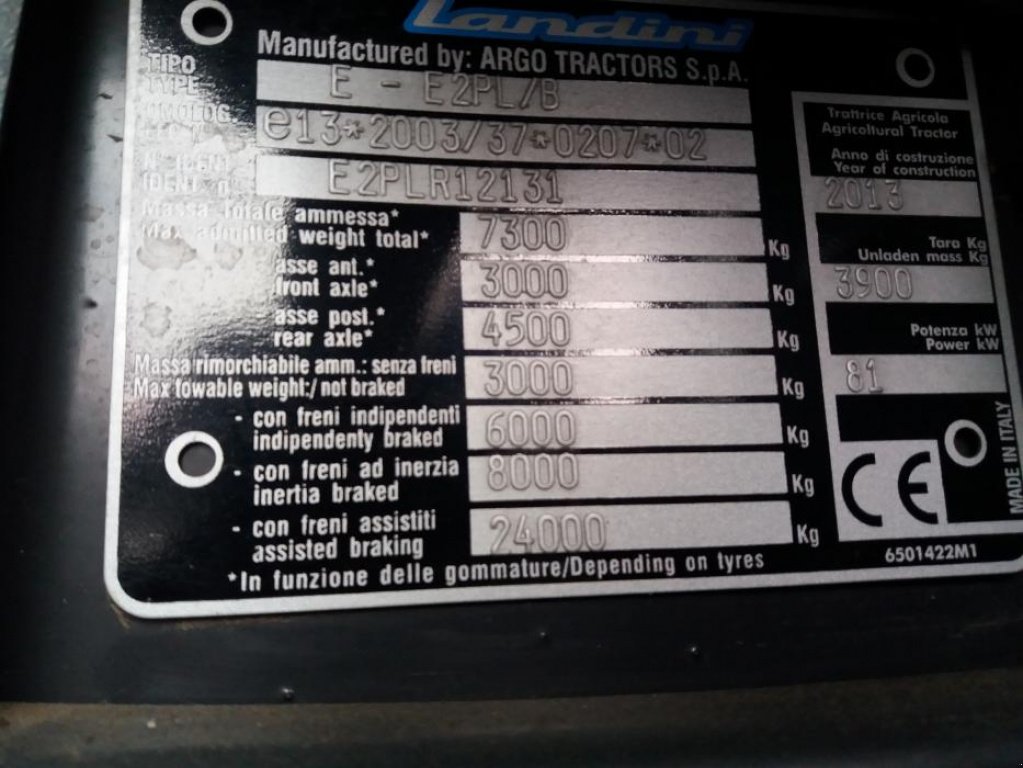 Landini
Manufactured by: ARGO TRACTORS S.p.A.
TIPO
TYPE
E - E2PL/B
OMOLOG
e13*2003/37*0207*02
N. IDENT
IDENT n
E2PLR12131
Massa totale ammessa*
Max admitted weight total*
7300 Kg
asse ant.*
front axle*
3000 Kg
asse post.*
rear axle*
4500 Kg
Massa rimorchiabile amm.: senza freni
Max towable weight:/ not braked
3000 Kg
- con freni indipendenti
indipendenty braked
6000 Kg
- con freni ad inerzia
inertia braked
8000 Kg
- con freni assistiti
assisted braking
24000 Kg
*In funzione delle gommature/Depending on tyres
Trattrice Agricola
Agricoltural Tractor
Anno di costruzione
Year of construction
2013
Tara Kg
Unladen mass Kg
3900
Potenza kW
Power kW
81
CE
MADE IN ITALY
6501422M1